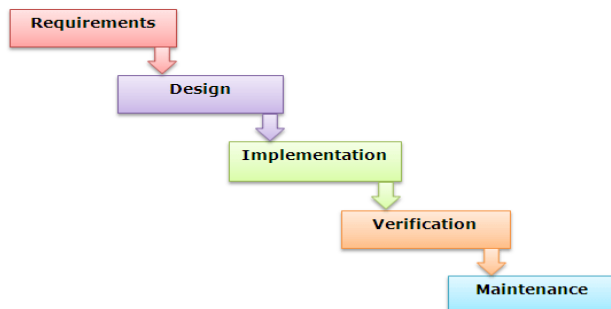 Requirements
Design
Implementation
Verification
Maintenance